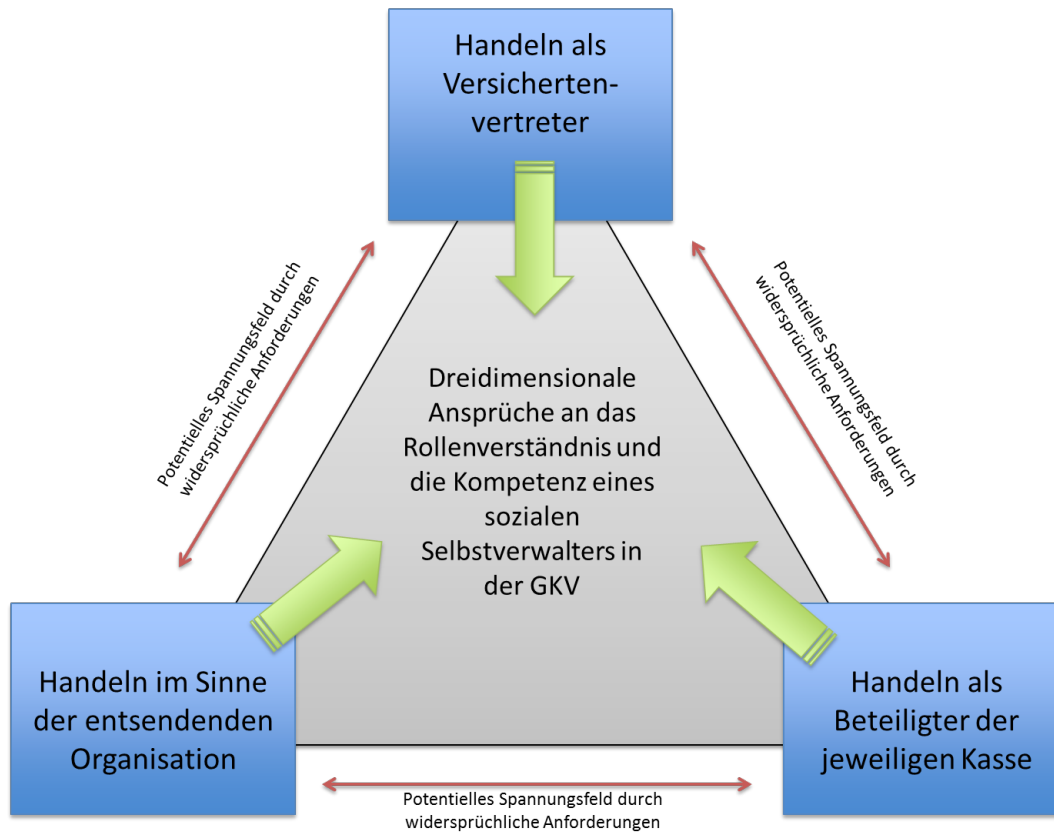 Handeln als
Versicherten-
vertreter
Potentielles Spannungsfeld durch
widersprüchliche Anforderungen
Potentielles Spannungsfeld durch
widersprüchliche Anforderungen
Dreidimensionale
Ansprüche an das
Rollenverständnis und
die Kompetenz eines
sozialen
Selbstverwalters in
der GKV
Handeln im Sinne
der entsendenden
Organisation
Handeln als
Beteiligter der
jeweiligen Kasse
Potentielles Spannungsfeld durch
widersprüchliche Anforderungen